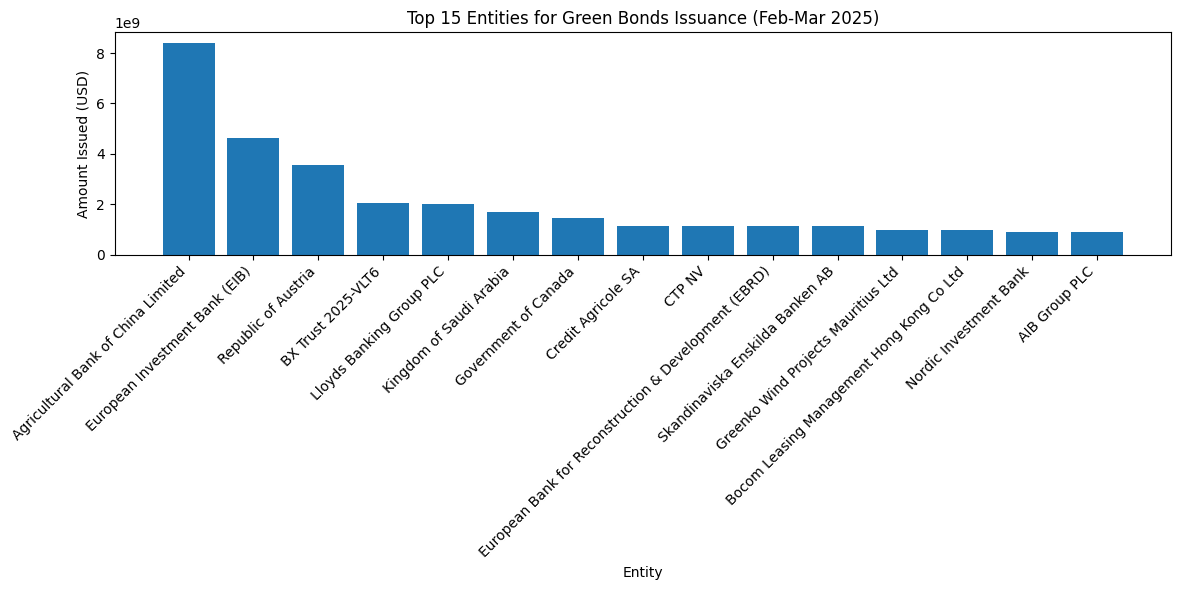 Top 15 Entities for Green Bonds Issuance (Feb-Mar 2025)
1e9
Amount Issued (USD)
8
6
4
2
0
Agricultural Bank of China Limited
European Investment Bank (EIB)
Republic of Austria
BX Trust 2025-VLT6
Lloyds Banking Group PLC
Kingdom of Saudi Arabia
Government of Canada
Credit Agricole SA
CTP NV
European Bank for Reconstruction & Development (EBRD)
Skandinaviska Enskilda Banken AB
Greenko Wind Projects Mauritius Ltd
Bocom Leasing Management Hong Kong Co Ltd
Nordic Investment Bank
AIB Group PLC
Entity